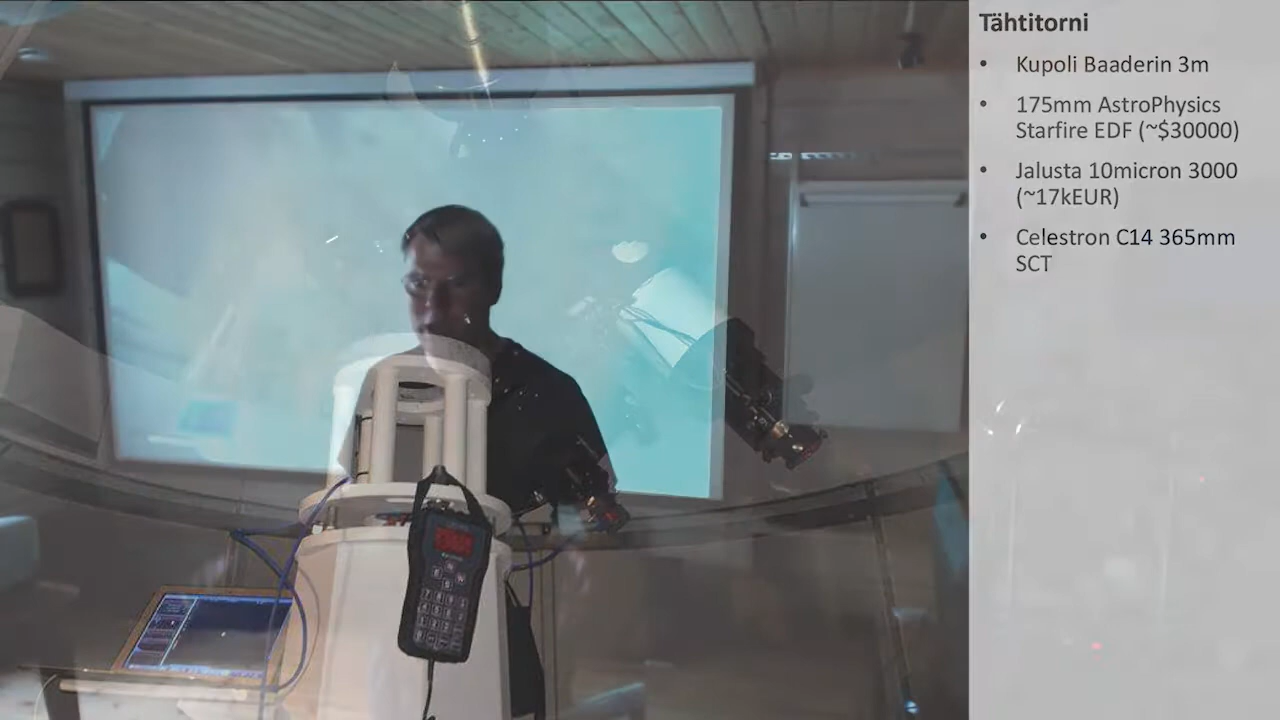 Tähtitorni
• Kupoli Baaderin 3m
• 175mm AstroPhysics
Starfire EDF (~$30000)
• Jalusta 10micron 3000
(~17kEUR)
• Celestron C14 365mm
SCT